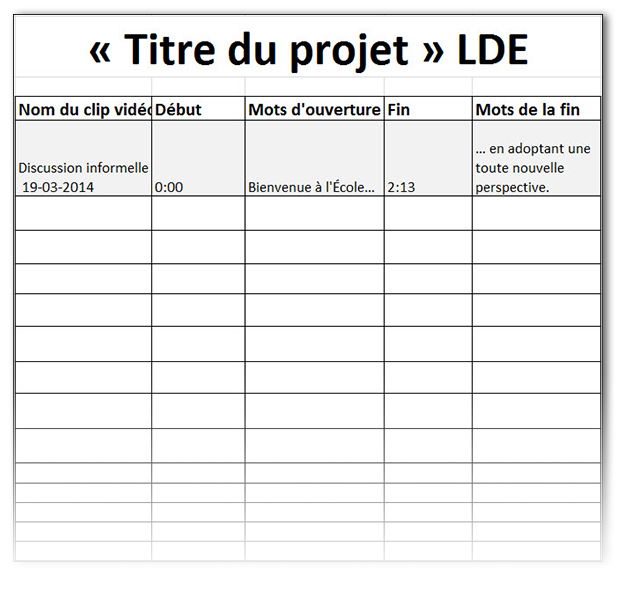 « Titre du projet » LDE
Nom du clip vidéo Début Mots d'ouverture Fin Mots de la fin
Discussion informelle
19-03-2014 0:00 Bienvenue à l'École... 2:13 ... en adoptant une
toute nouvelle
perspective.